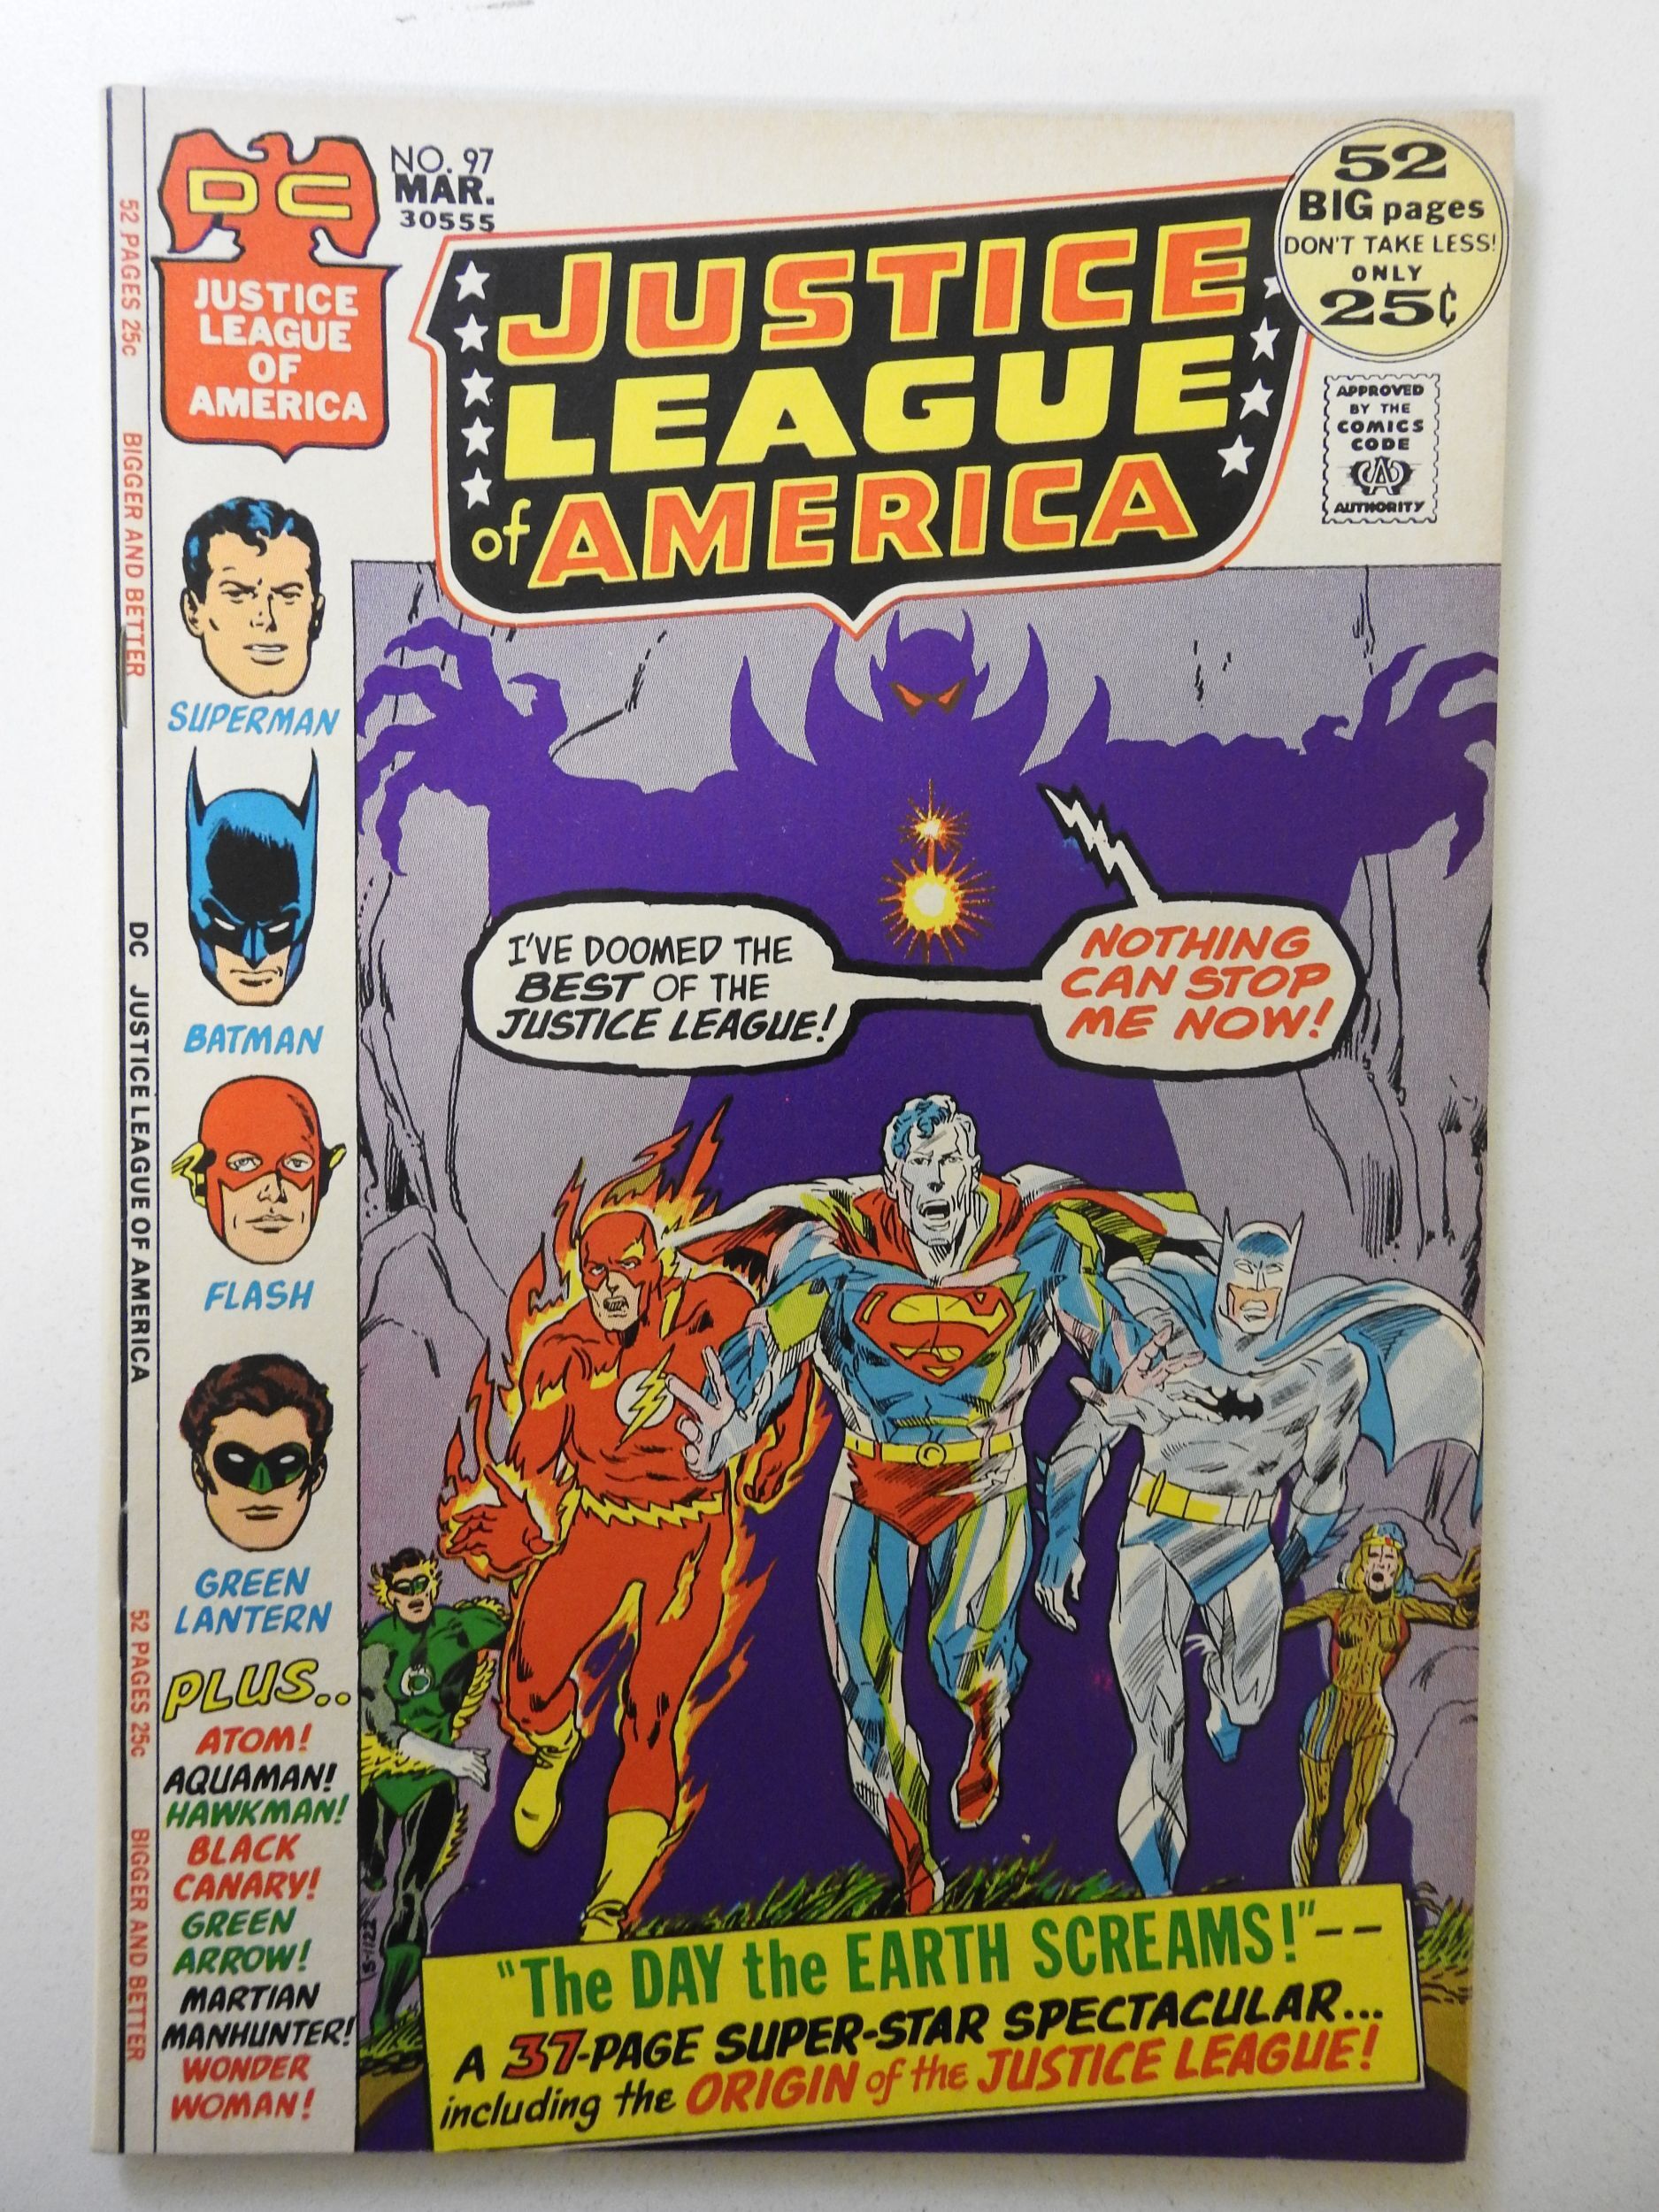 DC
NO. 97
MAR.
30555
JUSTICE
LEAGUE
OF
AMERICA
JUSTICE
LEAGUE
of AMERICA
52
BIG pages
DON'T TAKE LESS!
ONLY
25¢
APPROVED
BY THE
COMICS
CODE
CA
AUTHORITY
52 PAGES 25c
BIGGER AND BETTER
DC JUSTICE LEAGUE OF AMERICA
52 PAGES 25c
BIGGER AND BETTER
SUPERMAN
BATMAN
FLASH
GREEN
LANTERN
PLUS..
ATOM!
AQUAMAN!
HAWKMAN!
BLACK
CANARY!
GREEN
ARROW!
MARTIAN
MANHUNTER!
WONDER
WOMAN!
I'VE DOOMED THE
BEST OF THE
JUSTICE LEAGUE!
NOTHING
CAN STOP
ME NOW!
S
S-1122
"The DAY the EARTH SCREAMS!"--
A 37-PAGE SUPER-STAR SPECTACULAR...
including the ORIGIN of the JUSTICE LEAGUE!